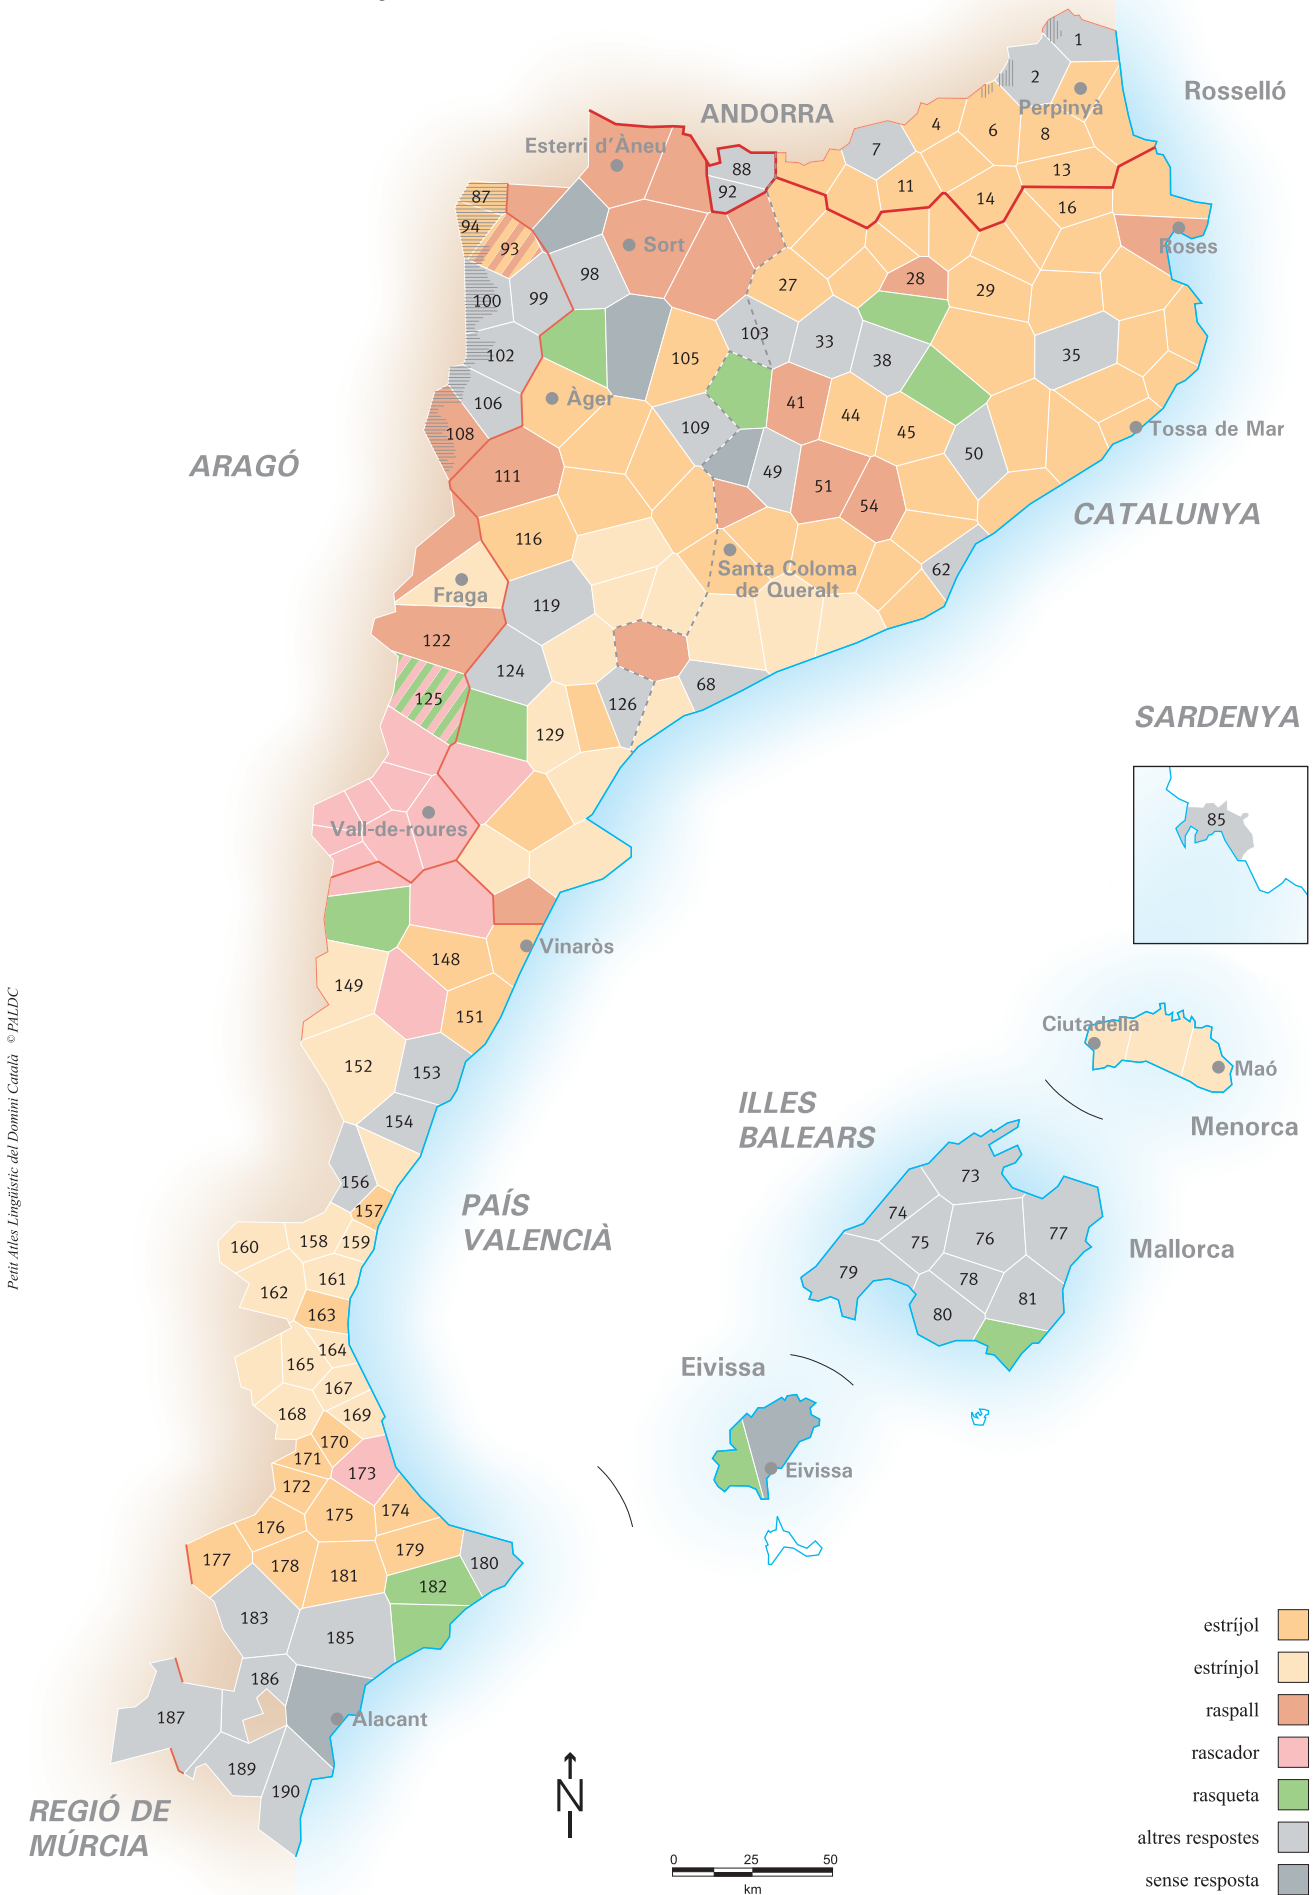 1
2
Rosselló
Perpinyà
ANDORRA
4
6
8
7
Esterri d'Àneu
88
13
92
11
87
14
16
94
93
Sort
Roses
98
28
27
29
100
99
103
33
35
102
105
38
Àger
106
41
44
109
45
Tossa de Mar
108
50
ARAGÓ
49
111
51
54
CATALUNYA
116
62
Santa Coloma
de Queralt
Fraga
119
122
124
68
125
126
129
SARDENYA
85
Vall-de-roures
Vinaròs
148
149
151
Ciutadella
152
153
Maó
ILLES
BALEARS
154
Menorca
73
156
PAÍS
VALENCIÀ
157
74
158
159
75
76
77
160
Mallorca
161
79
78
162
81
163
80
164
165
Eivissa
167
168
169
170
171
173
Eivissa
172
174
175
176
179
177
178
180
181
182
183
185
186
187
Alacant
189
190
REGIÓ DE
MÚRCIA
N
0 25 50
km
estríjol
estrínjol
raspall
rascador
rasqueta
altres respostes
sense resposta
Petit Atles Lingüístic del Domini Català © PALDC